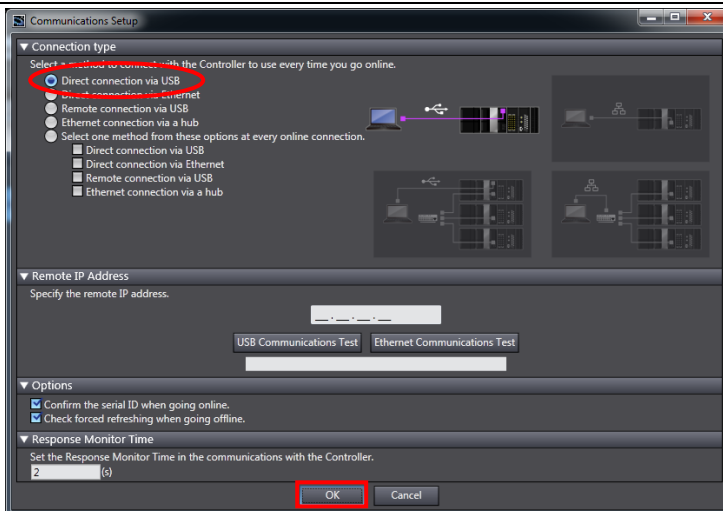 Communications Setup
▼ Connection type
Select a method to connect with the Controller to use every time you go online.
Direct connection via USB
Direct connection via Ethernet
Remote connection via USB
Ethernet connection via a hub
Select one method from these options at every online connection.
Direct connection via USB
Direct connection via Ethernet
Remote connection via USB
Ethernet connection via a hub
▼ Remote IP Address
Specify the remote IP address.
__ . __ . __ . __
USB Communications Test Ethernet Communications Test
▼ Options
Confirm the serial ID when going online.
Check forced refreshing when going offline.
▼ Response Monitor Time
Set the Response Monitor Time in the communications with the Controller.
2 (s)
OK Cancel